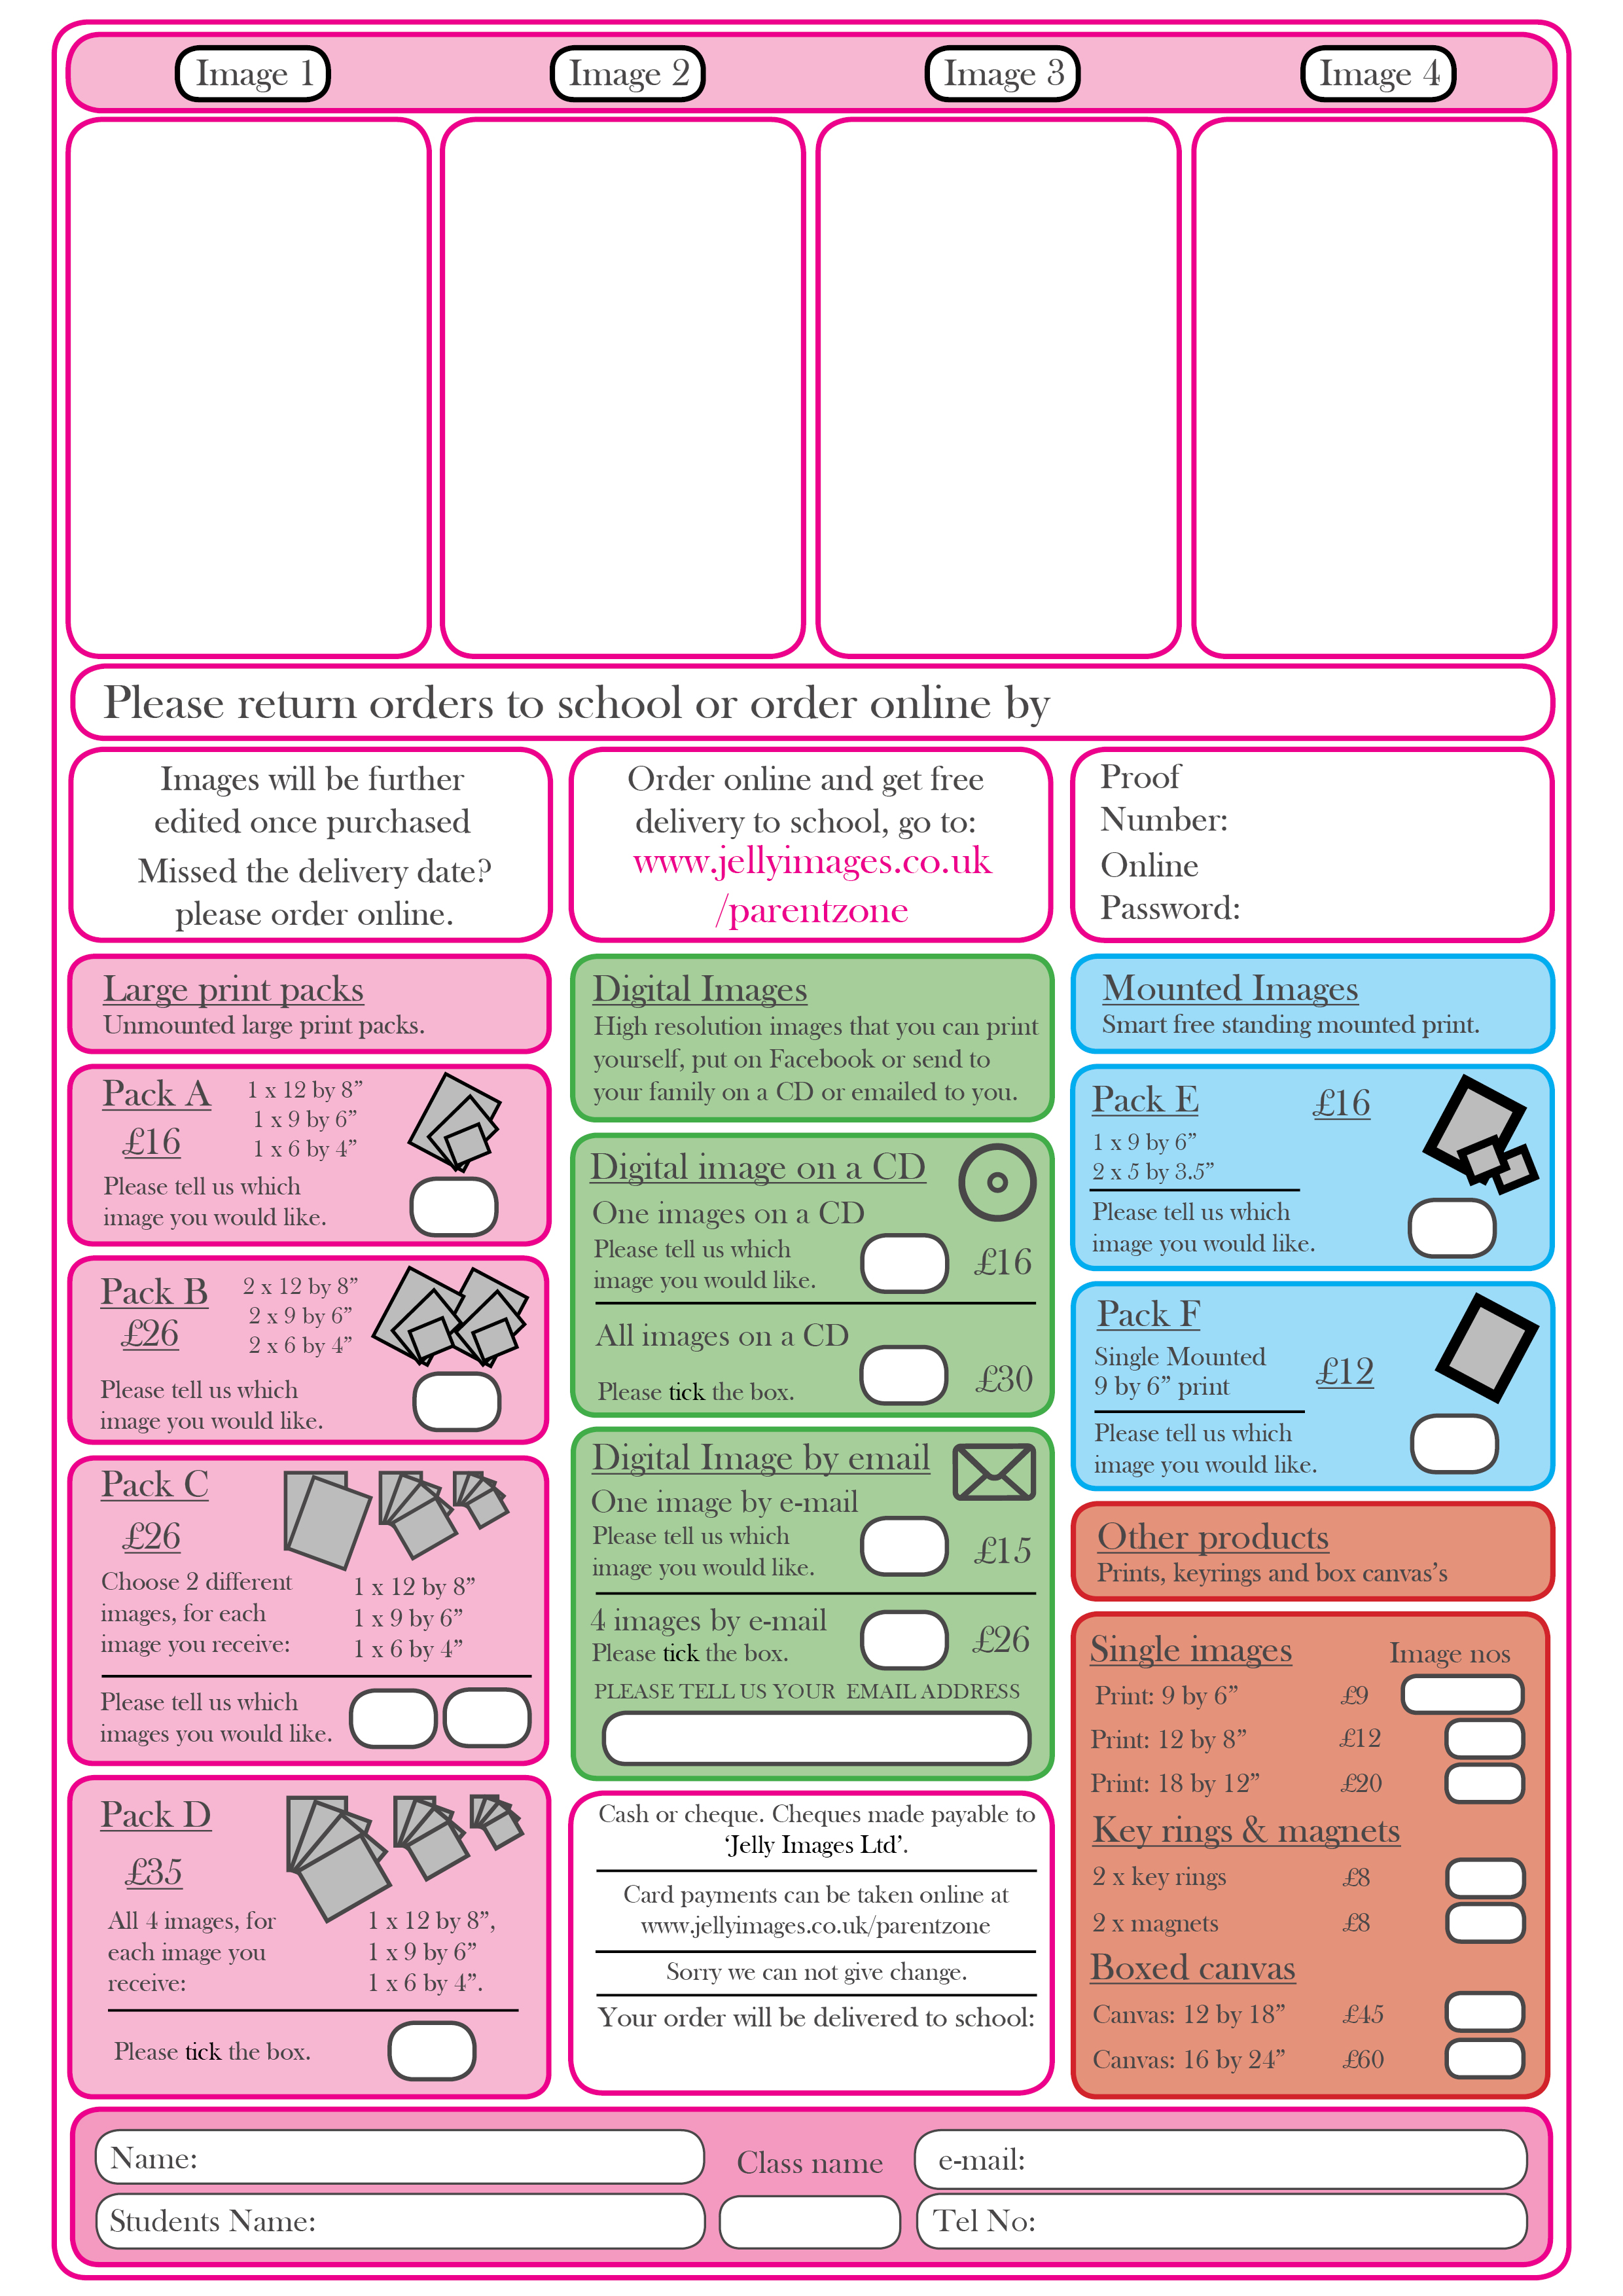 Image 1
Image 2
Image 3
Image 4
Please return orders to school or order online by
Images will be further
edited once purchased
Missed the delivery date?
please order online.
Order online and get free
delivery to school, go to:
www.jellyimages.co.uk
/parentzone
Proof
Number:
Online
Password:
Large print packs
Unmounted large print packs.
Pack A
£16
1 x 12 by 8”
1 x 9 by 6”
1 x 6 by 4”
Please tell us which
image you would like.
Pack B
£26
2 x 12 by 8”
2 x 9 by 6”
2 x 6 by 4”
Please tell us which
image you would like.
Pack C
£26
Choose 2 different
images, for each
image you receive:
1 x 12 by 8”
1 x 9 by 6”
1 x 6 by 4”
Please tell us which
images you would like.
Pack D
£35
All 4 images, for
each image you
receive:
1 x 12 by 8”,
1 x 9 by 6”
1 x 6 by 4”.
Please tick the box.
Digital Images
High resolution images that you can print
yourself, put on Facebook or send to
your family on a CD or emailed to you.
Digital image on a CD
One images on a CD
Please tell us which
image you would like.
£16
All images on a CD
Please tick the box.
£30
Digital Image by email
One image by e-mail
Please tell us which
image you would like.
£15
4 images by e-mail
Please tick the box.
£26
PLEASE TELL US YOUR EMAIL ADDRESS
Cash or cheque. Cheques made payable to
‘Jelly Images Ltd’.
Card payments can be taken online at
www.jellyimages.co.uk/parentzone
Sorry we can not give change.
Your order will be delivered to school:
Mounted Images
Smart free standing mounted print.
Pack E
£16
1 x 9 by 6”
2 x 5 by 3.5”
Please tell us which
image you would like.
Pack F
Single Mounted
9 by 6” print
£12
Please tell us which
image you would like.
Other products
Prints, keyrings and box canvas’s
Single images
Image nos
Print: 9 by 6” £9
Print: 12 by 8” £12
Print: 18 by 12” £20
Key rings & magnets
2 x key rings £8
2 x magnets £8
Boxed canvas
Canvas: 12 by 18” £45
Canvas: 16 by 24” £60
Name:
Class name
e-mail:
Students Name:
Tel No: